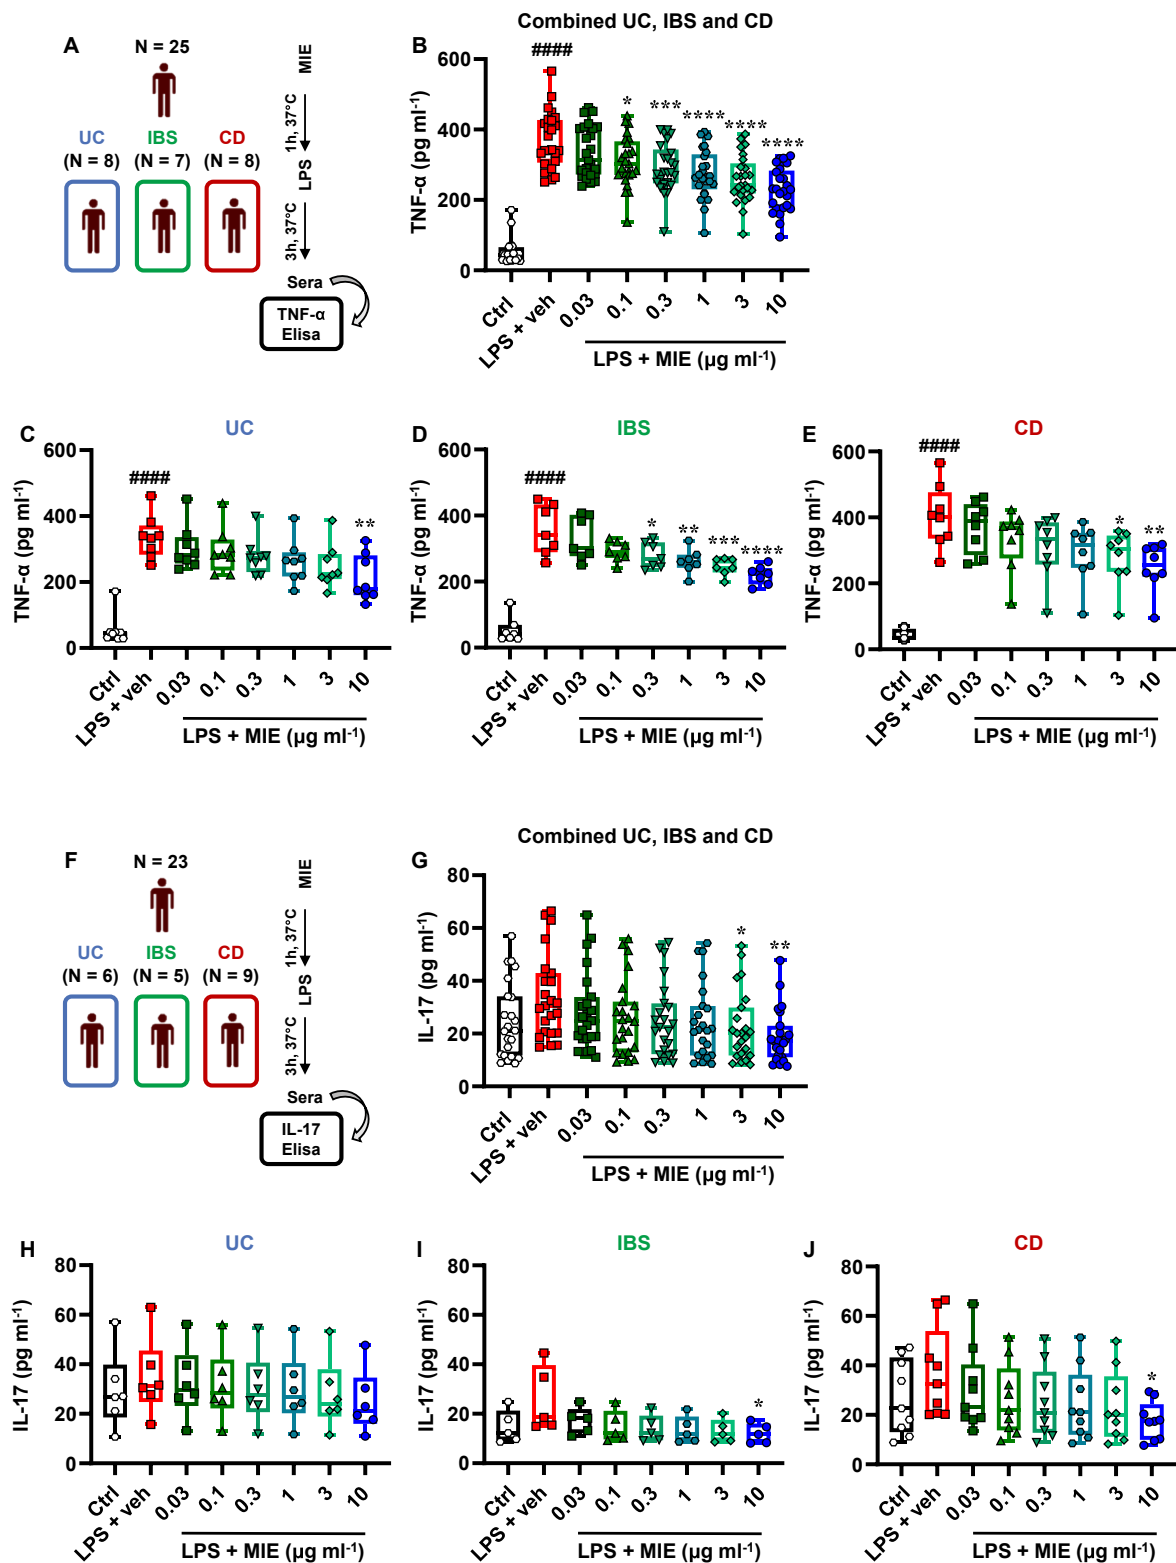 A
N = 25
UC
IBS
CD
(N = 8)
(N = 7)
(N = 8)
MIE
1h, 37°C
LPS
3h, 37°C
Sera
TNF-α
Elisa
B
Combined UC, IBS and CD
####
*
***
****
****
****
TNF-α (pg ml-1)
600
400
200
0
Ctrl
LPS + veh
0.03
0.1
0.3
1
3
10
LPS + MIE (µg ml-1)
C
UC
####
**
TNF-α (pg ml-1)
600
400
200
0
Ctrl
LPS + veh
0.03
0.1
0.3
1
3
10
LPS + MIE (µg ml-1)
D
IBS
####
*
**
***
****
TNF-α (pg ml-1)
600
400
200
0
Ctrl
LPS + veh
0.03
0.1
0.3
1
3
10
LPS + MIE (µg ml-1)
E
CD
####
*
**
TNF-α (pg ml-1)
600
400
200
0
Ctrl
LPS + veh
0.03
0.1
0.3
1
3
10
LPS + MIE (µg ml-1)
F
N = 23
UC
IBS
CD
(N = 6)
(N = 5)
(N = 9)
MIE
1h, 37°C
LPS
3h, 37°C
Sera
IL-17
Elisa
G
Combined UC, IBS and CD
*
**
IL-17 (pg ml-1)
80
60
40
20
0
Ctrl
LPS + veh
0.03
0.1
0.3
1
3
10
LPS + MIE (µg ml-1)
H
UC
IL-17 (pg ml-1)
80
60
40
20
0
Ctrl
LPS + veh
0.03
0.1
0.3
1
3
10
LPS + MIE (µg ml-1)
I
IBS
*
IL-17 (pg ml-1)
80
60
40
20
0
Ctrl
LPS + veh
0.03
0.1
0.3
1
3
10
LPS + MIE (µg ml-1)
J
CD
*
IL-17 (pg ml-1)
80
60
40
20
0
Ctrl
LPS + veh
0.03
0.1
0.3
1
3
10
LPS + MIE (µg ml-1)